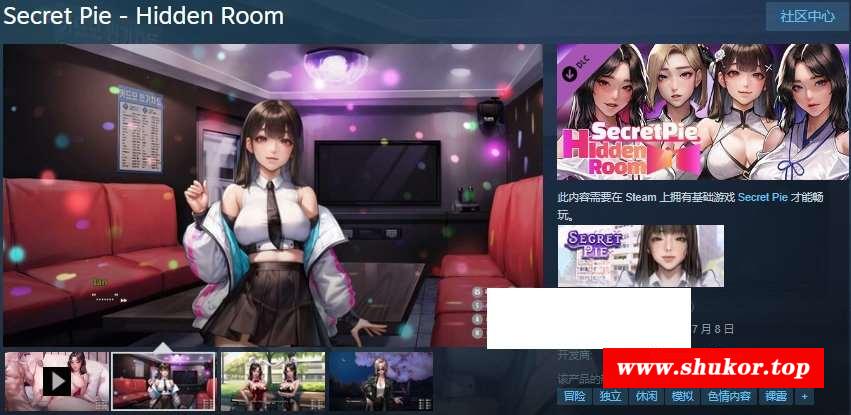 Secret Pie - Hidden Room
社区中心
DLC
SecretPie
Hidden
Room
此内容需要在 Steam 上拥有基础游戏 Secret Pie 才能畅
玩。
SECRET
PIE
Ian
"......."
7 月 8 日
开发商:
www.shukor.top
该产品的
冒险
独立
休闲
模拟
色情内容
裸露
+